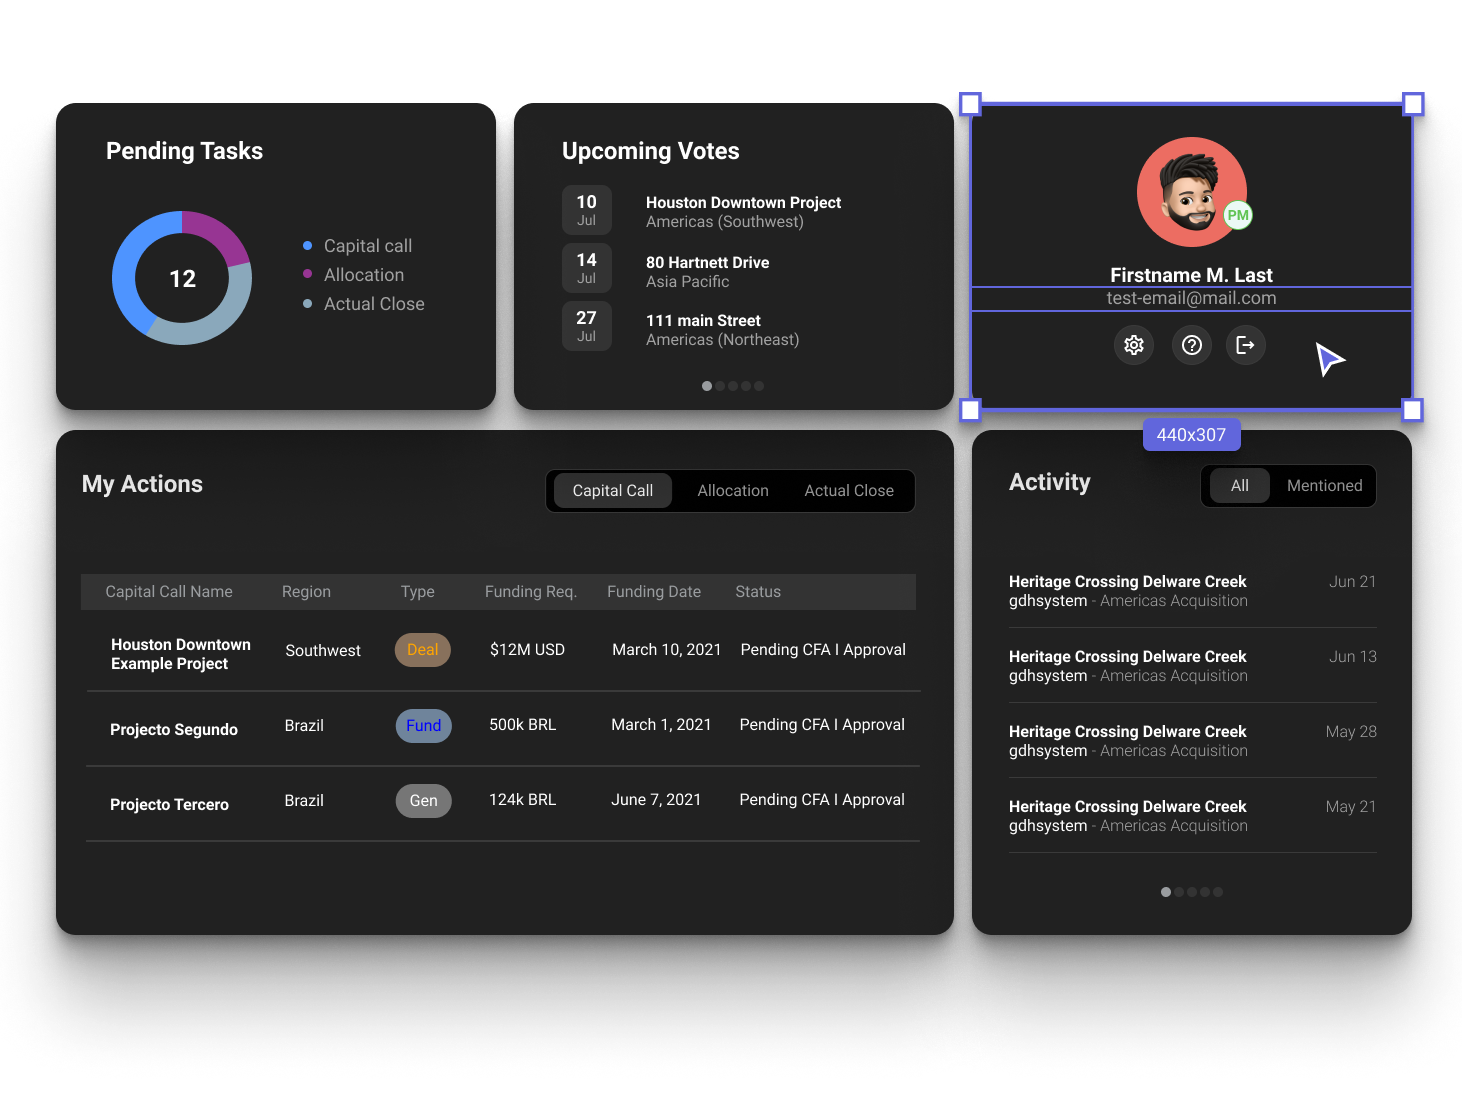 Pending Tasks
12
Capital call
Allocation
Actual Close
Upcoming Votes
10
Jul
Houston Downtown Project
Americas (Southwest)
14
Jul
80 Hartnett Drive
Asia Pacific
27
Jul
111 main Street
Americas (Northeast)
PM
Firstname M. Last
test-email@mail.com
440x307
My Actions
Capital Call Allocation Actual Close
Capital Call Name Region Type Funding Req. Funding Date Status
Houston Downtown
Example Project
Southwest Deal $12M USD March 10, 2021 Pending CFA I Approval
Projecto Segundo Brazil Fund 500k BRL March 1, 2021 Pending CFA I Approval
Projecto Tercero Brazil Gen 124k BRL June 7, 2021 Pending CFA I Approval
Activity
All Mentioned
Heritage Crossing Delware Creek Jun 21
gdhsystem - Americas Acquisition
Heritage Crossing Delware Creek Jun 13
gdhsystem - Americas Acquisition
Heritage Crossing Delware Creek May 28
gdhsystem - Americas Acquisition
Heritage Crossing Delware Creek May 21
gdhsystem - Americas Acquisition